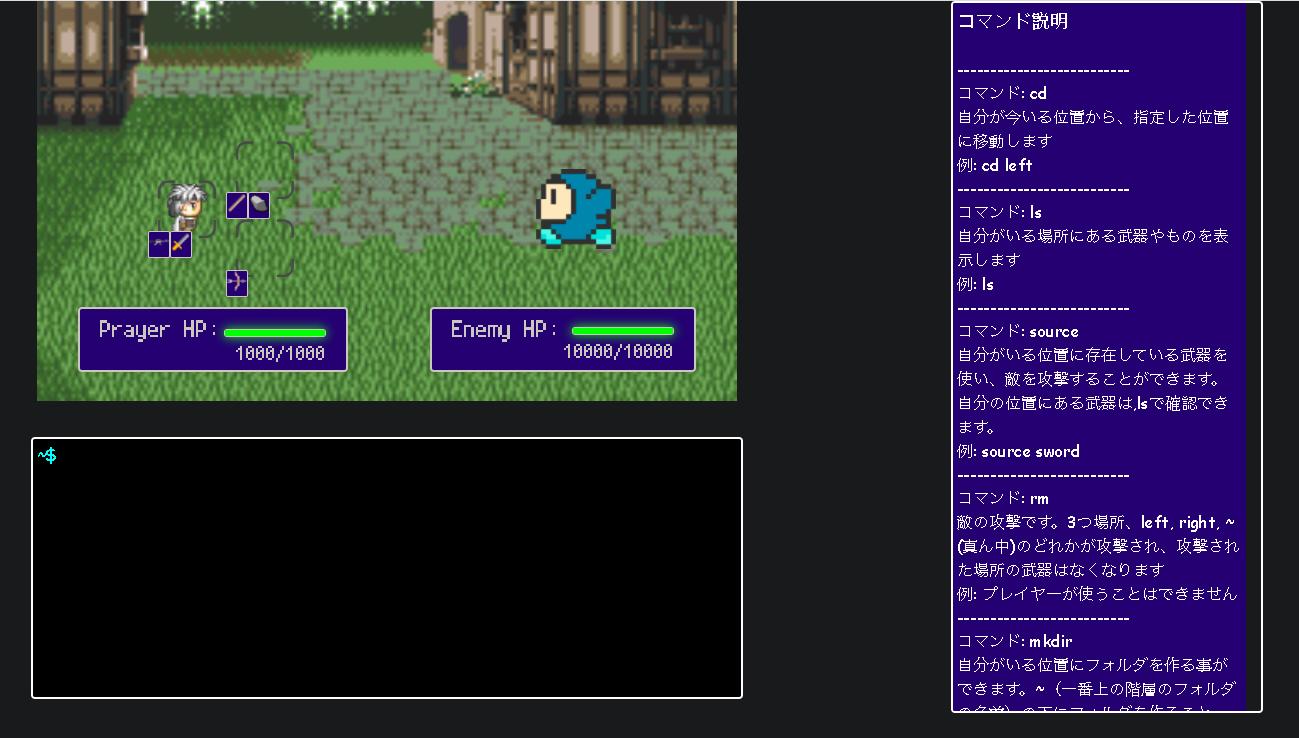 Prayer HP:
1000/1000
Enemy HP:
10000/10000
~$
コマンド説明
--------------------------
コマンド: cd
自分が今いる位置から、指定した位置
に移動します
例: cd left
--------------------------
コマンド: ls
自分がいる場所にある武器やものを表
示します
例: ls
--------------------------
コマンド: source
自分がいる位置に存在している武器を
使い、敵を攻撃することができます。
自分の位置にある武器は,lsで確認でき
ます。
例: source sword
--------------------------
コマンド: rm
敵の攻撃です。3つ場所、left, right, ~
(真ん中)のどれかが攻撃され、攻撃され
た場所の武器はなくなります
例: プレイヤーが使うことはできません
--------------------------
コマンド: mkdir
自分がいる位置にフォルダを作る事が
できます。~（一番上の階層のフォルダ